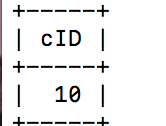 +-----+
| cID |
+-----+
| 10 |
+-----+